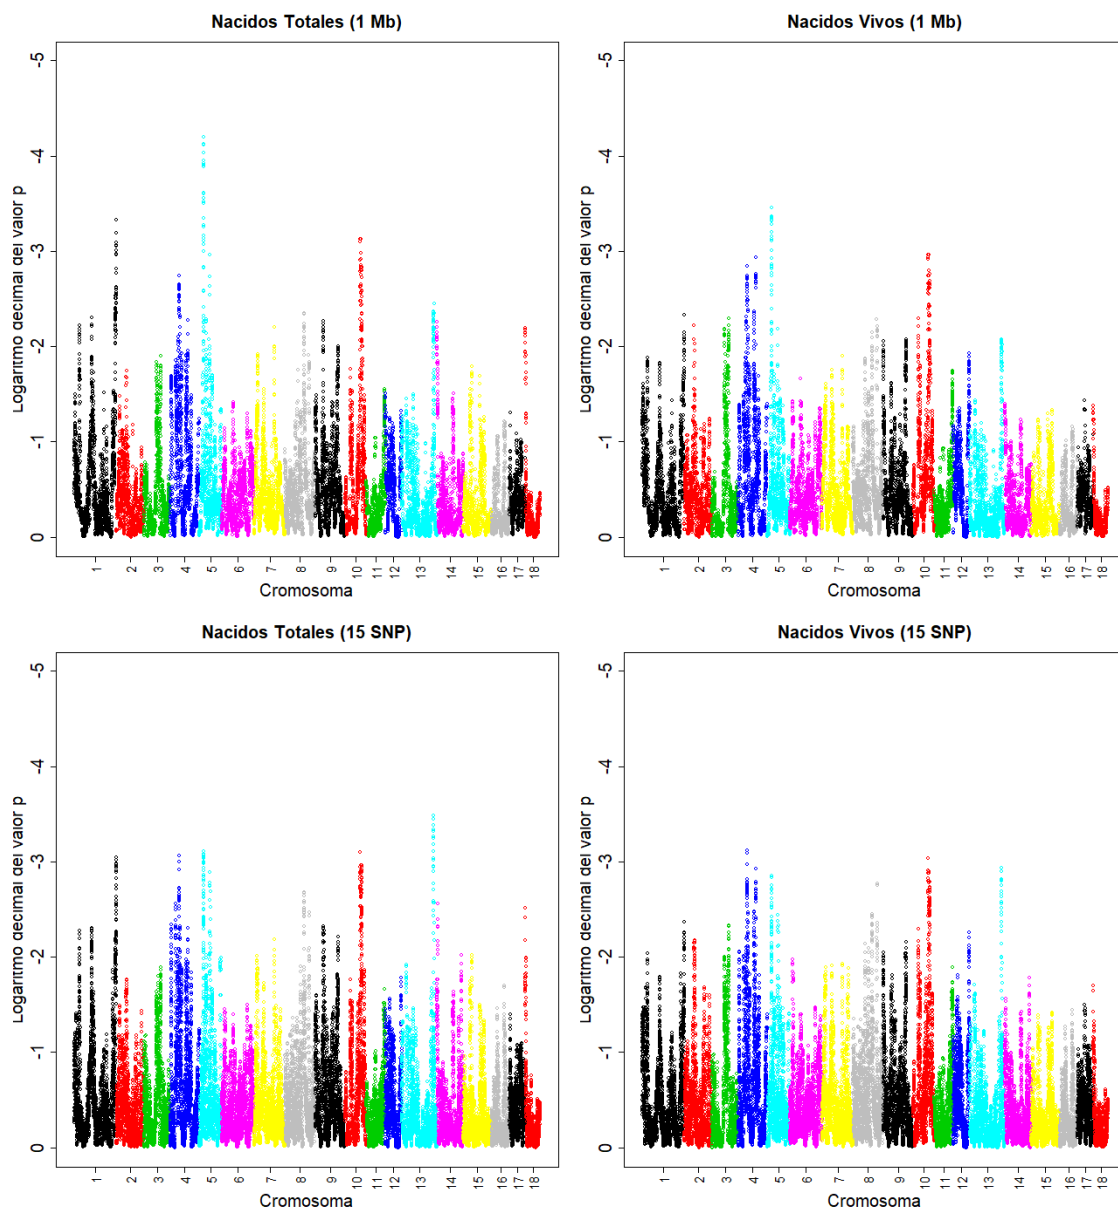 Nacidos Totales (1 Mb)
Logaritmo decimal del valor p
-5
-4
-3
-2
-1
0
1 2 3 4 5 6 7 8 9 10 11 12 13 14 15 16 17 18
Cromosoma
Nacidos Vivos (1 Mb)
Logaritmo decimal del valor p
-5
-4
-3
-2
-1
0
1 2 3 4 5 6 7 8 9 10 11 12 13 14 15 16 17 18
Cromosoma
Nacidos Totales (15 SNP)
Logaritmo decimal del valor p
-5
-4
-3
-2
-1
0
1 2 3 4 5 6 7 8 9 10 11 12 13 14 15 16 17 18
Cromosoma
Nacidos Vivos (15 SNP)
Logaritmo decimal del valor p
-5
-4
-3
-2
-1
0
1 2 3 4 5 6 7 8 9 10 11 12 13 14 15 16 17 18
Cromosoma